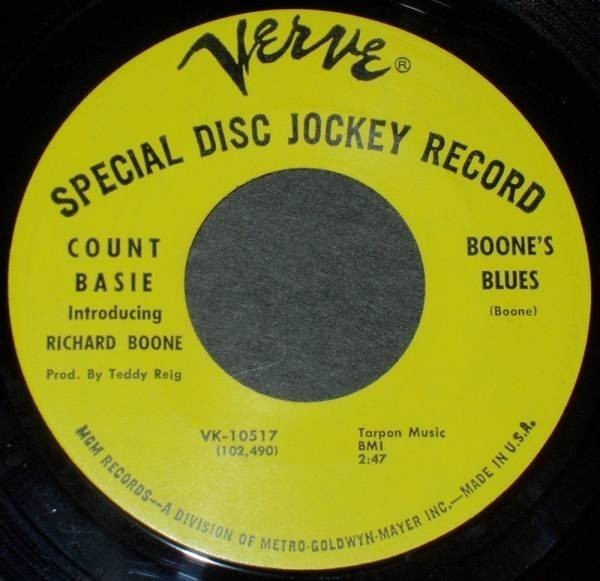 VERVE®
SPECIAL DISC JOCKEY RECORD
COUNT
BASIE
Introducing
RICHARD BOONE
Prod. By Teddy Reig
BOONE'S
BLUES
(Boone)
VK-10517
(102,490)
Tarpon Music
BMI
2:47
MGM RECORDS—A DIVISION OF METRO-GOLDWYN-MAYER INC.—MADE IN U.S.A.